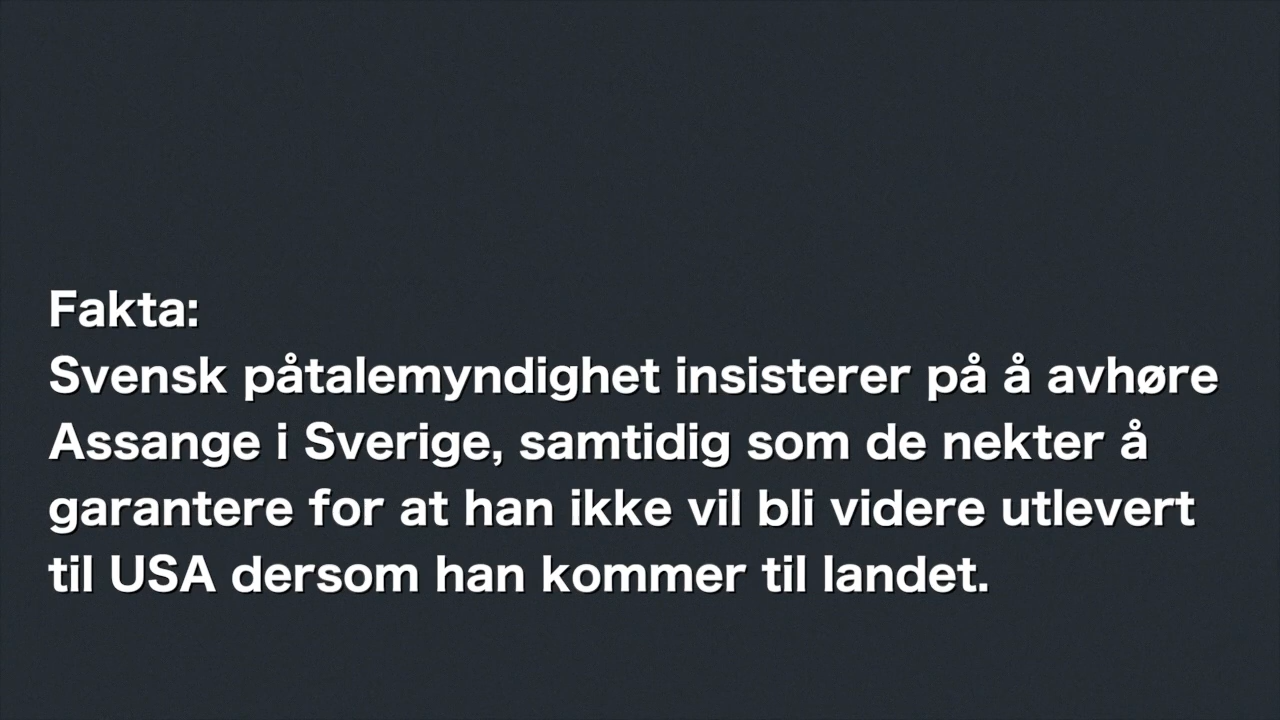 Fakta:
Svensk påtalemyndighet insisterer på å avhøre
Assange i Sverige, samtidig som de nekter å
garantere for at han ikke vil bli videre utlevert
til USA dersom han kommer til landet.